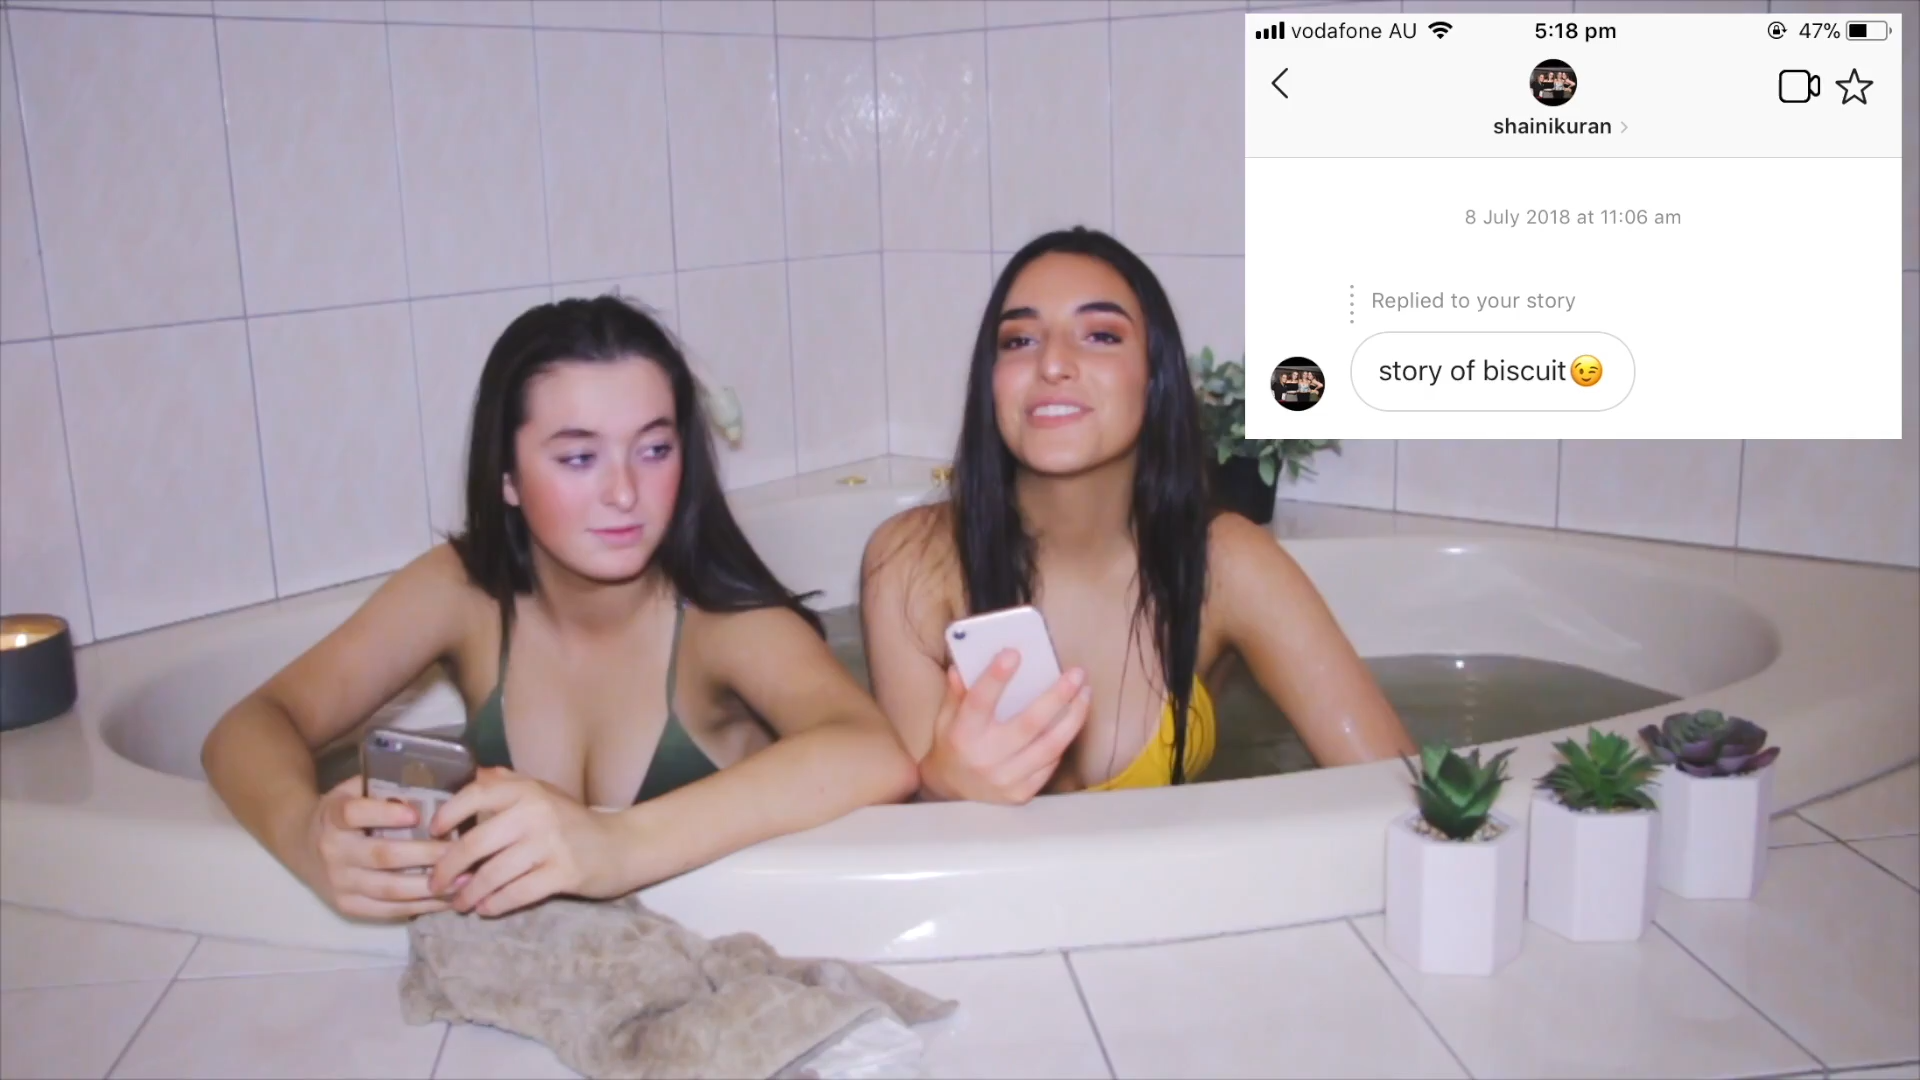 vodafone AU 5:18 pm 47%
shainikuran
8 July 2018 at 11:06 am
Replied to your story
story of biscuit😉